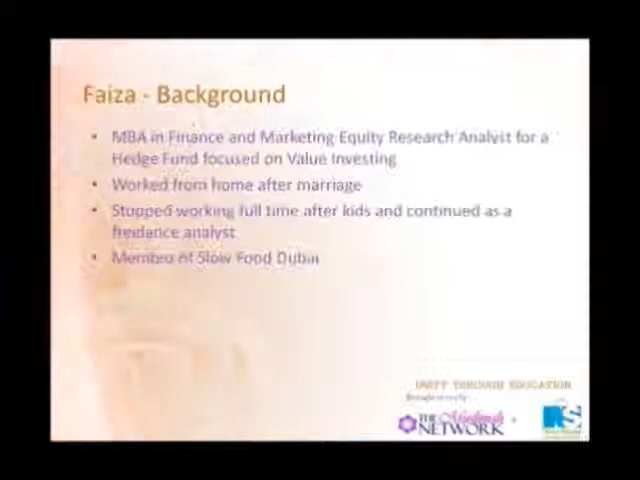 Faiza - Background
• MBA in Finance and Marketing Equity Research Analyst for a
Hedge Fund focused on Value Investing
• Worked from home after marriage
• Stopped working full time after kids and continued as a
freelance analyst
• Member of Slow Food Dubai
UNITY THROUGH EDUCATION
THE
NETWORK